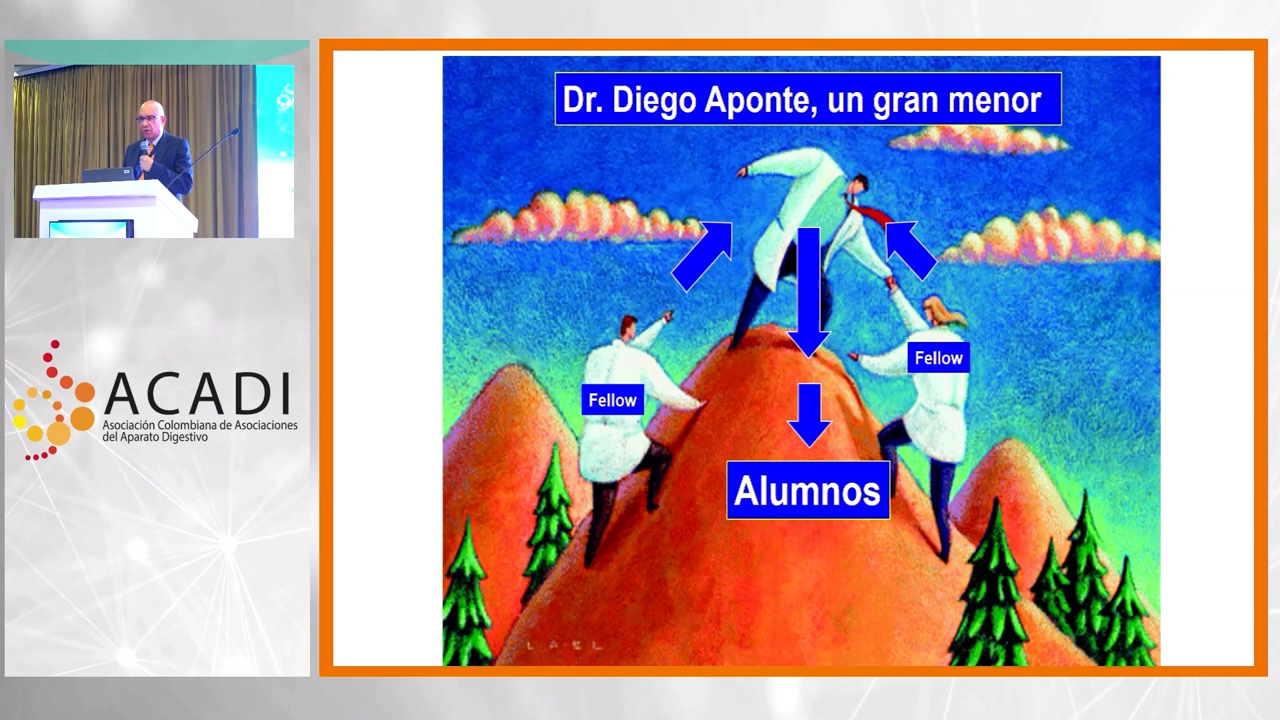 Dr. Diego Aponte, un gran menor
Fellow
Fellow
Alumnos
L A - E L
ACADI
Asociación Colombiana de Asociaciones
del Aparato Digestivo